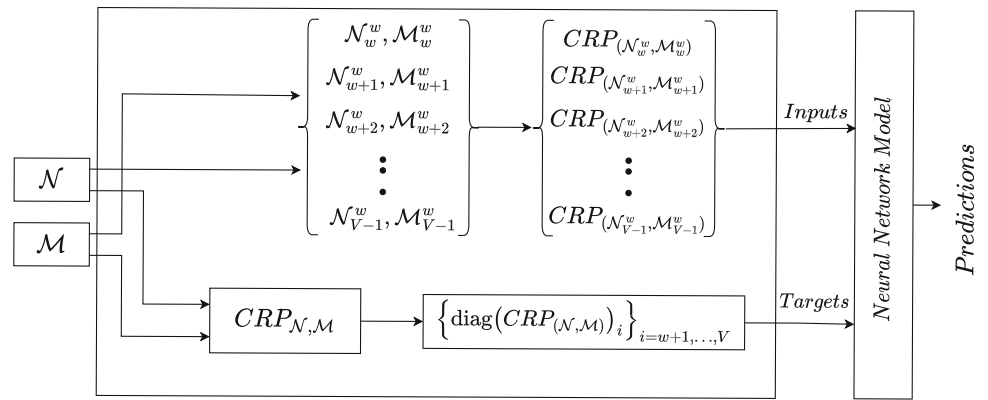 𝒩
ℳ
𝒩_w^w, ℳ_w^w
𝒩_{w+1}^w, ℳ_{w+1}^w
𝒩_{w+2}^w, ℳ_{w+2}^w
⋮
𝒩_{V−1}^w, ℳ_{V−1}^w
CRP_{(𝒩_w^w, ℳ_w^w)}
CRP_{(𝒩_{w+1}^w, ℳ_{w+1}^w)}
CRP_{(𝒩_{w+2}^w, ℳ_{w+2}^w)}
⋮
CRP_{(𝒩_{V−1}^w, ℳ_{V−1}^w)}
Inputs
CRP_{𝒩,ℳ}
{diag(CRP_{(𝒩,ℳ)})_i}_{i=w+1,…,V}
Targets
Neural Network Model
Predictions